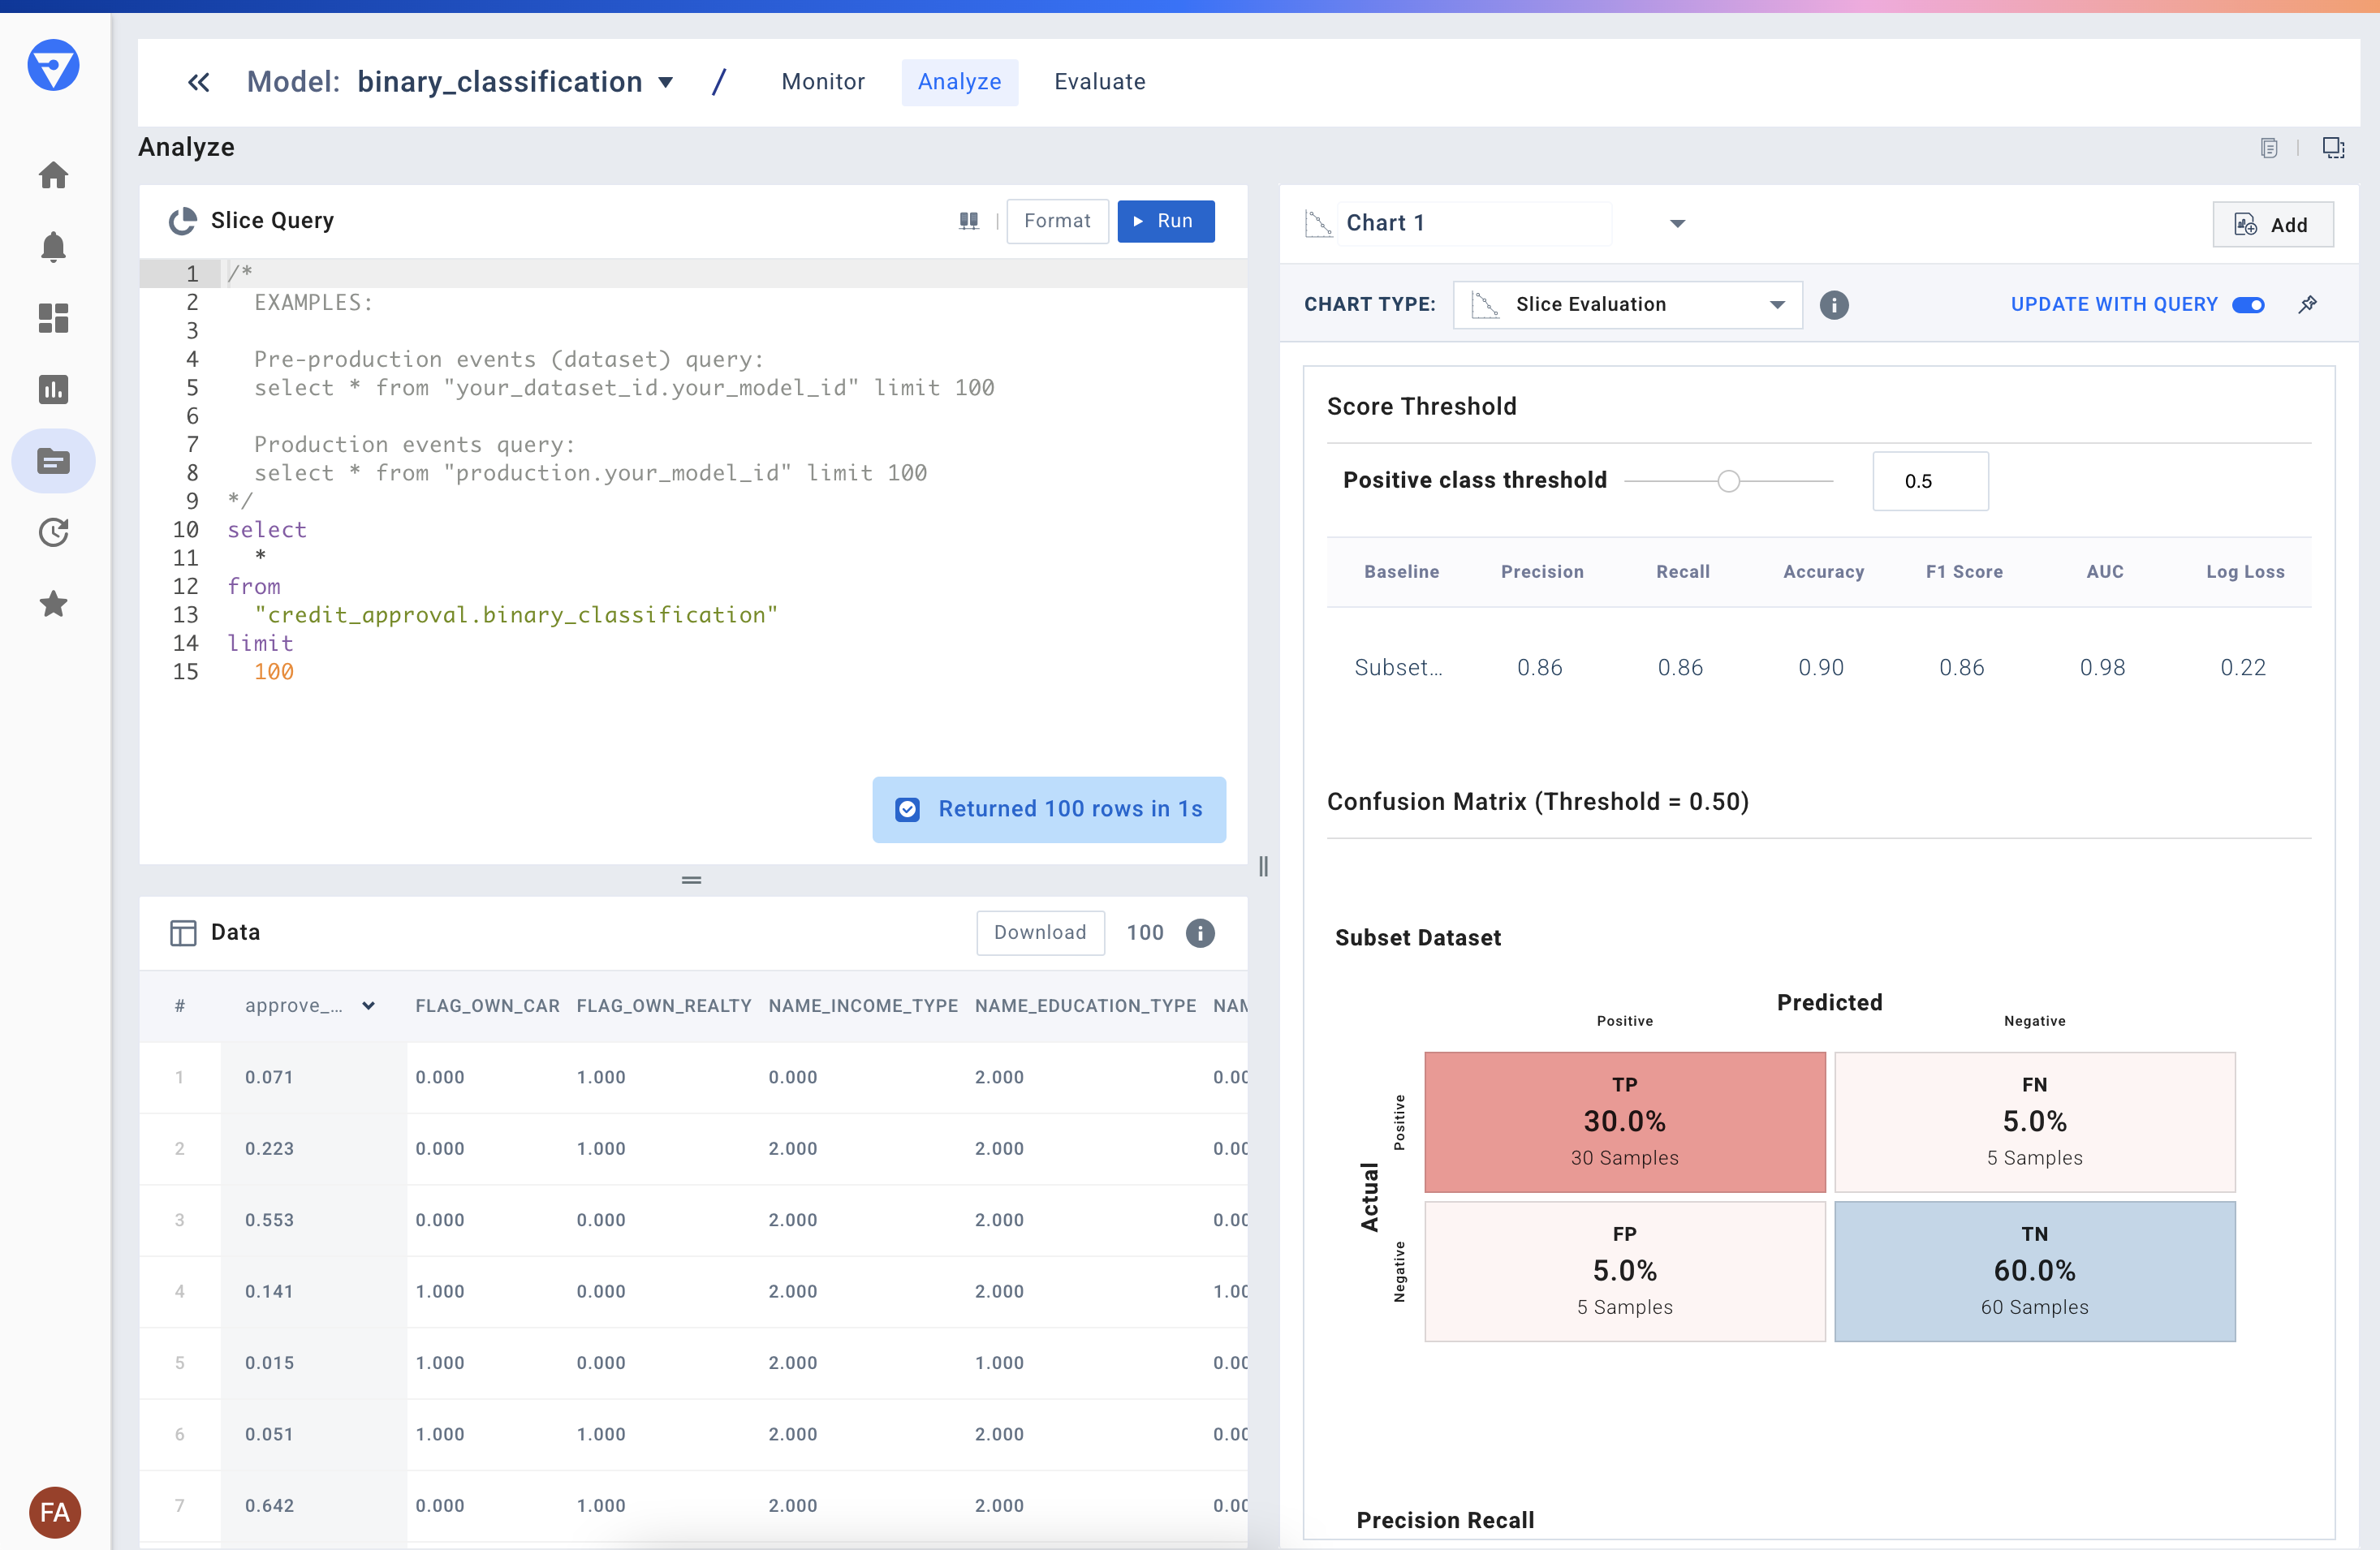 Model: binary_classification / Monitor Analyze Evaluate
Analyze
Slice Query Format Run
1 /*
2 EXAMPLES:
3
4 Pre-production events (dataset) query:
5 select * from "your_dataset_id.your_model_id" limit 100
6
7 Production events query:
8 select * from "production.your_model_id" limit 100
9 */
10 select
11 *
12 from
13 "credit_approval.binary_classification"
14 limit
15 100
Returned 100 rows in 1s
Data Download 100
# approve_... FLAG_OWN_CAR FLAG_OWN_REALTY NAME_INCOME_TYPE NAME_EDUCATION_TYPE NAM
1 0.071 0.000 1.000 0.000 2.000 0.00
2 0.223 0.000 1.000 2.000 2.000 0.00
3 0.553 0.000 0.000 2.000 2.000 0.00
4 0.141 1.000 0.000 2.000 2.000 1.00
5 0.015 1.000 0.000 2.000 1.000 0.00
6 0.051 1.000 1.000 2.000 2.000 0.00
7 0.642 0.000 1.000 2.000 2.000 0.00
FA
Chart 1 Add
CHART TYPE: Slice Evaluation UPDATE WITH QUERY
Score Threshold
Positive class threshold 0.5
Baseline Precision Recall Accuracy F1 Score AUC Log Loss
Subset... 0.86 0.86 0.90 0.86 0.98 0.22
Confusion Matrix (Threshold = 0.50)
Subset Dataset
Predicted
Positive Negative
Actual
Positive
TP FN
30.0% 5.0%
30 Samples 5 Samples
Negative
FP TN
5.0% 60.0%
5 Samples 60 Samples
Precision Recall